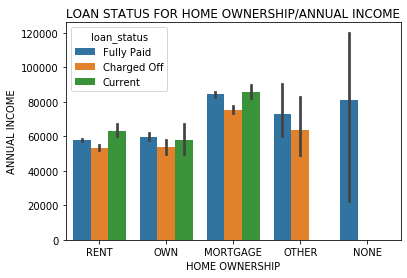 LOAN STATUS FOR HOME OWNERSHIP/ANNUAL INCOME
120000
100000
80000
60000
40000
20000
0
ANNUAL INCOME
loan_status
Fully Paid
Charged Off
Current
RENT OWN MORTGAGE OTHER NONE
HOME OWNERSHIP